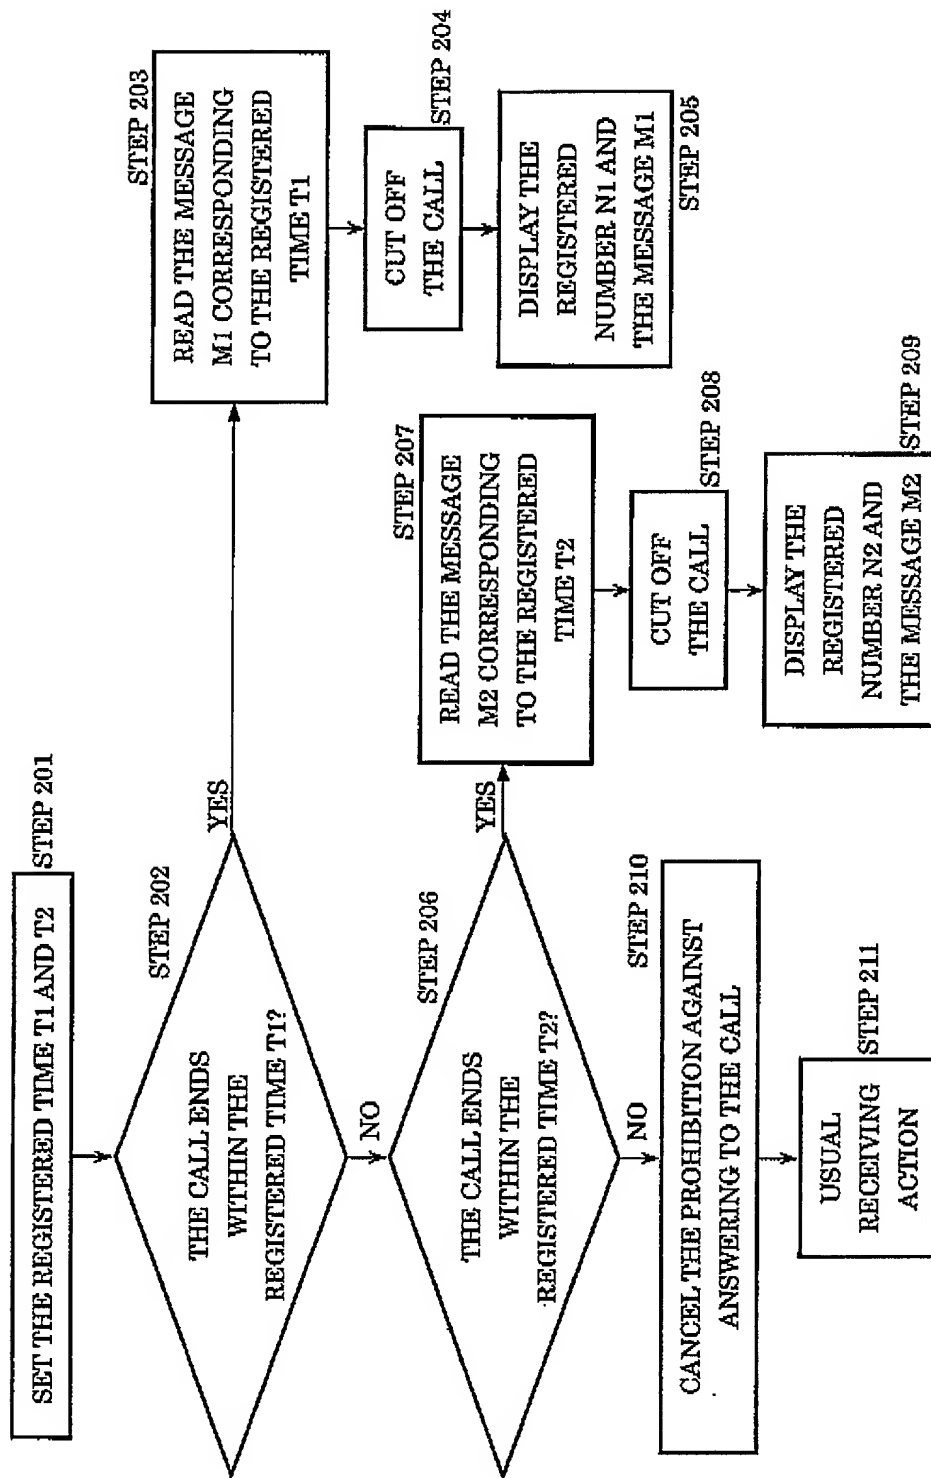 SET THE REGISTERED TIME T1 AND T2
STEP 201
STEP 202
THE CALL ENDS
WITHIN THE
REGISTERED TIME T1?
YES
NO
STEP 203
READ THE MESSAGE
M1 CORRESPONDING
TO THE REGISTERED
TIME T1
STEP 204
CUT OFF
THE CALL
DISPLAY THE
REGISTERED
NUMBER N1 AND
THE MESSAGE M1
STEP 205
STEP 206
THE CALL ENDS
WITHIN THE
REGISTERED TIME T2?
YES
NO
STEP 207
READ THE MESSAGE
M2 CORRESPONDING
TO THE REGISTERED
TIME T2
STEP 208
CUT OFF
THE CALL
DISPLAY THE
REGISTERED
NUMBER N2 AND
THE MESSAGE M2
STEP 209
STEP 210
CANCEL THE PROHIBITION AGAINST
ANSWERING TO THE CALL
STEP 211
USUAL
RECEIVING
ACTION